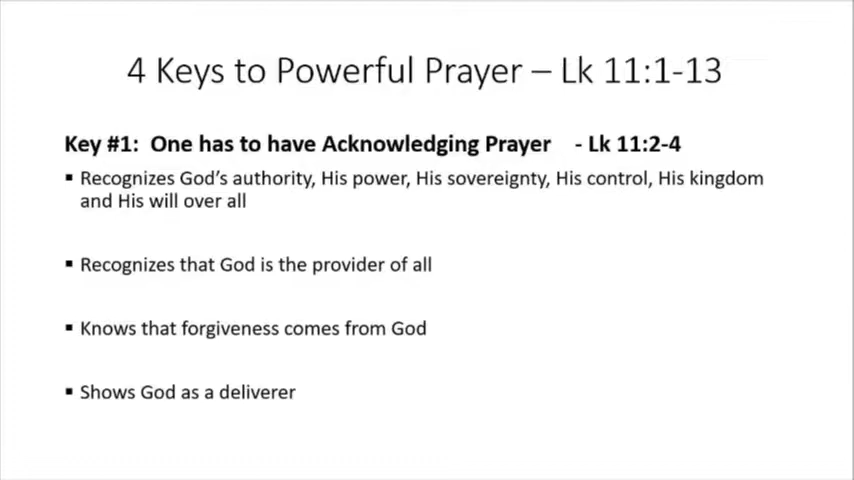 4 Keys to Powerful Prayer – Lk 11:1-13
Key #1: One has to have Acknowledging Prayer - Lk 11:2-4
▪ Recognizes God’s authority, His power, His sovereignty, His control, His kingdom
and His will over all
▪ Recognizes that God is the provider of all
▪ Knows that forgiveness comes from God
▪ Shows God as a deliverer